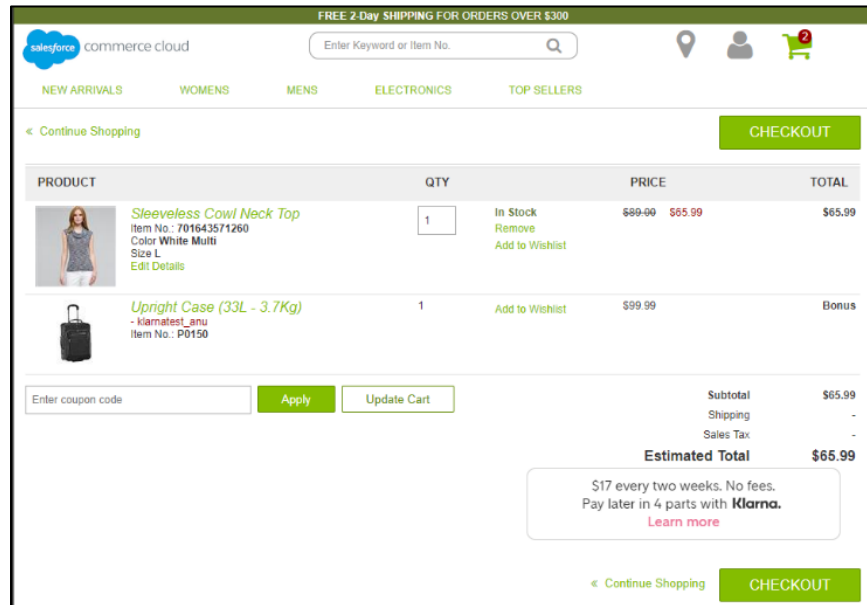 FREE 2-Day SHIPPING FOR ORDERS OVER $300
salesforce commerce cloud
Enter Keyword or Item No.
2
NEW ARRIVALS WOMENS MENS ELECTRONICS TOP SELLERS
« Continue Shopping
CHECKOUT
PRODUCT QTY PRICE TOTAL
Sleeveless Cowl Neck Top
Item No.: 701643571260
Color White Multi
Size L
Edit Details
1
In Stock
Remove
Add to Wishlist
$89.00 $65.99
$65.99
Upright Case (33L - 3.7Kg)
- klarnatest_anu
Item No.: P0150
1
Add to Wishlist
$99.99
Bonus
Enter coupon code
Apply
Update Cart
Subtotal $65.99
Shipping -
Sales Tax -
Estimated Total $65.99
$17 every two weeks. No fees.
Pay later in 4 parts with Klarna.
Learn more
« Continue Shopping
CHECKOUT